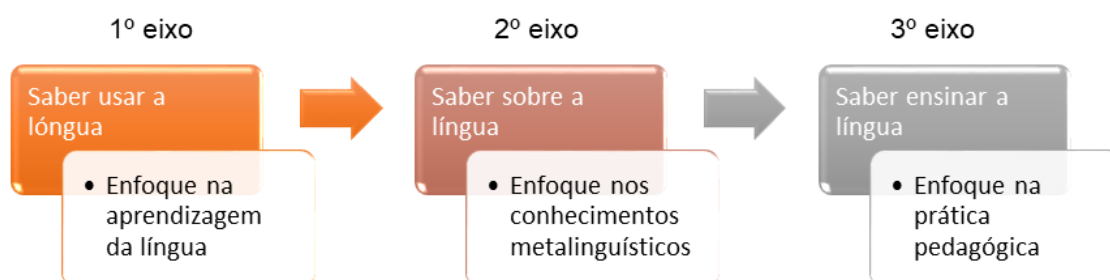 1º eixo
Saber usar a
lóngua
• Enfoque na
aprendizagem
da língua
2º eixo
Saber sobre a
língua
• Enfoque nos
conhecimentos
metalinguísticos
3º eixo
Saber ensinar a
língua
• Enfoque na
prática
pedagógica